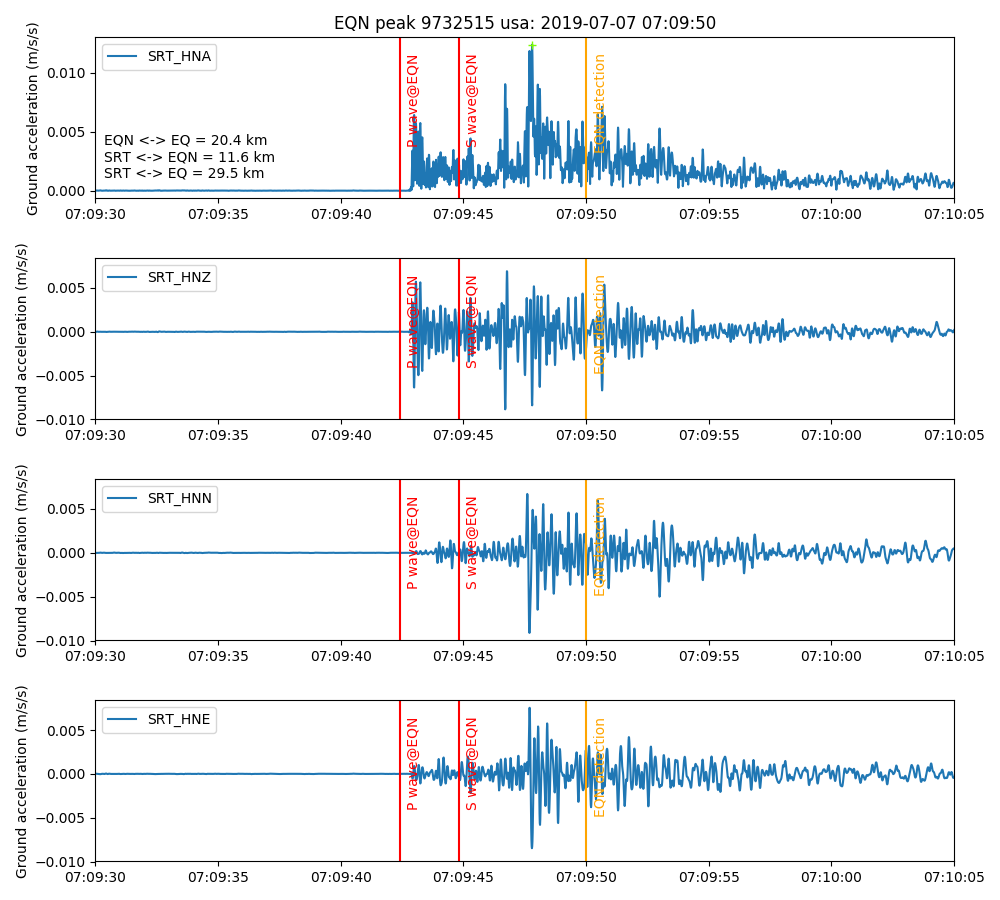 EQN peak 9732515 usa: 2019-07-07 07:09:50
Ground acceleration (m/s/s)
SRT_HNA
P wave@EQN
S wave@EQN
EQN detection
EQN <-> EQ = 20.4 km
SRT <-> EQN = 11.6 km
SRT <-> EQ = 29.5 km
0.010
0.005
0.000
07:09:30 07:09:35 07:09:40 07:09:45 07:09:50 07:09:55 07:10:00 07:10:05
Ground acceleration (m/s/s)
SRT_HNZ
P wave@EQN
S wave@EQN
EQN detection
0.005
0.000
−0.005
−0.010
07:09:30 07:09:35 07:09:40 07:09:45 07:09:50 07:09:55 07:10:00 07:10:05
Ground acceleration (m/s/s)
SRT_HNN
P wave@EQN
S wave@EQN
EQN detection
0.005
0.000
−0.005
−0.010
07:09:30 07:09:35 07:09:40 07:09:45 07:09:50 07:09:55 07:10:00 07:10:05
Ground acceleration (m/s/s)
SRT_HNE
P wave@EQN
S wave@EQN
EQN detection
0.005
0.000
−0.005
−0.010
07:09:30 07:09:35 07:09:40 07:09:45 07:09:50 07:09:55 07:10:00 07:10:05